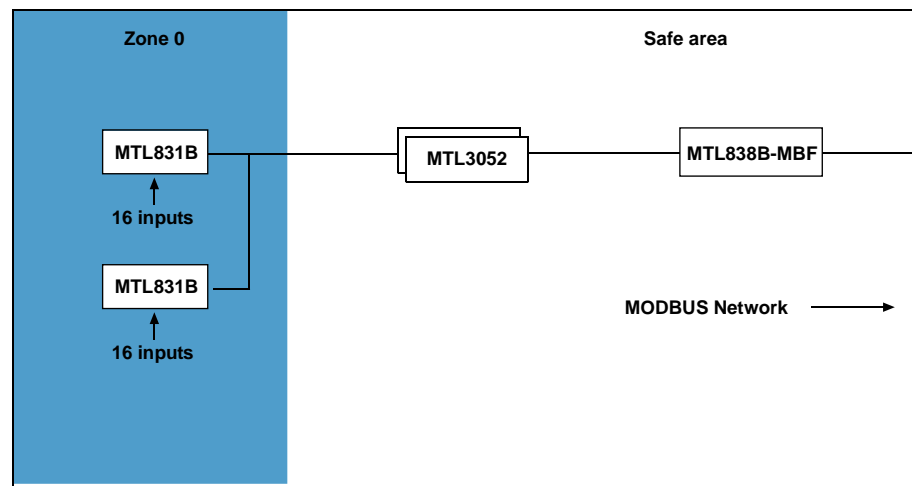 Zone 0
Safe area
MTL831B
MTL3052
MTL838B-MBF
16 inputs
MTL831B
MODBUS Network
16 inputs